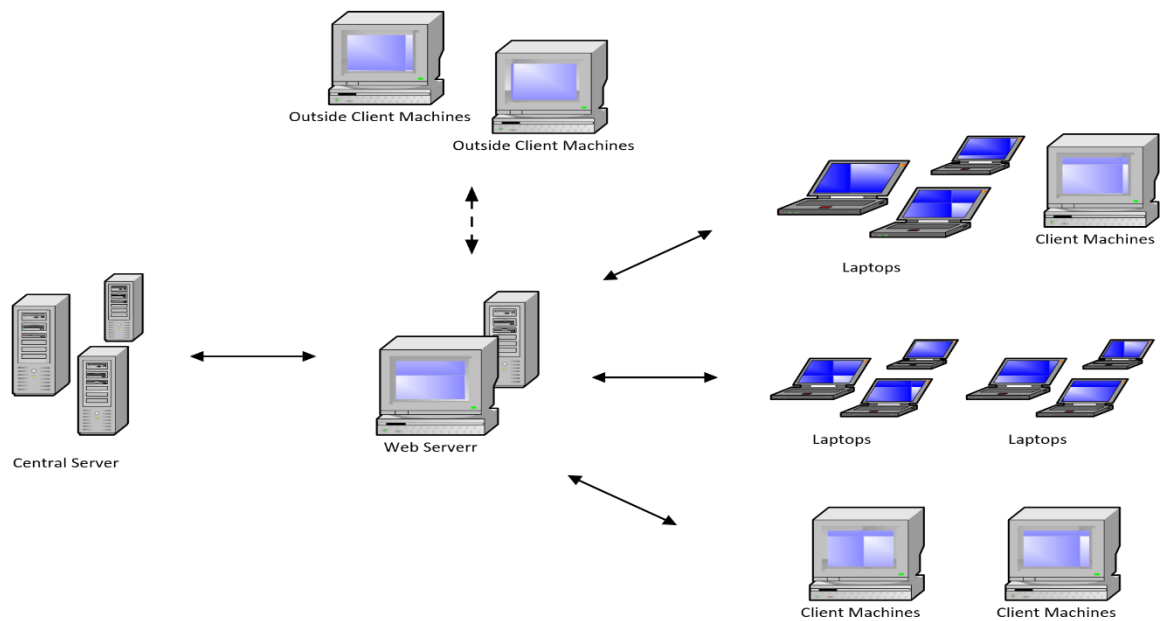 Outside Client Machines
Outside Client Machines
Client Machines
Laptops
Web Serverr
Laptops
Laptops
Central Server
Client Machines
Client Machines